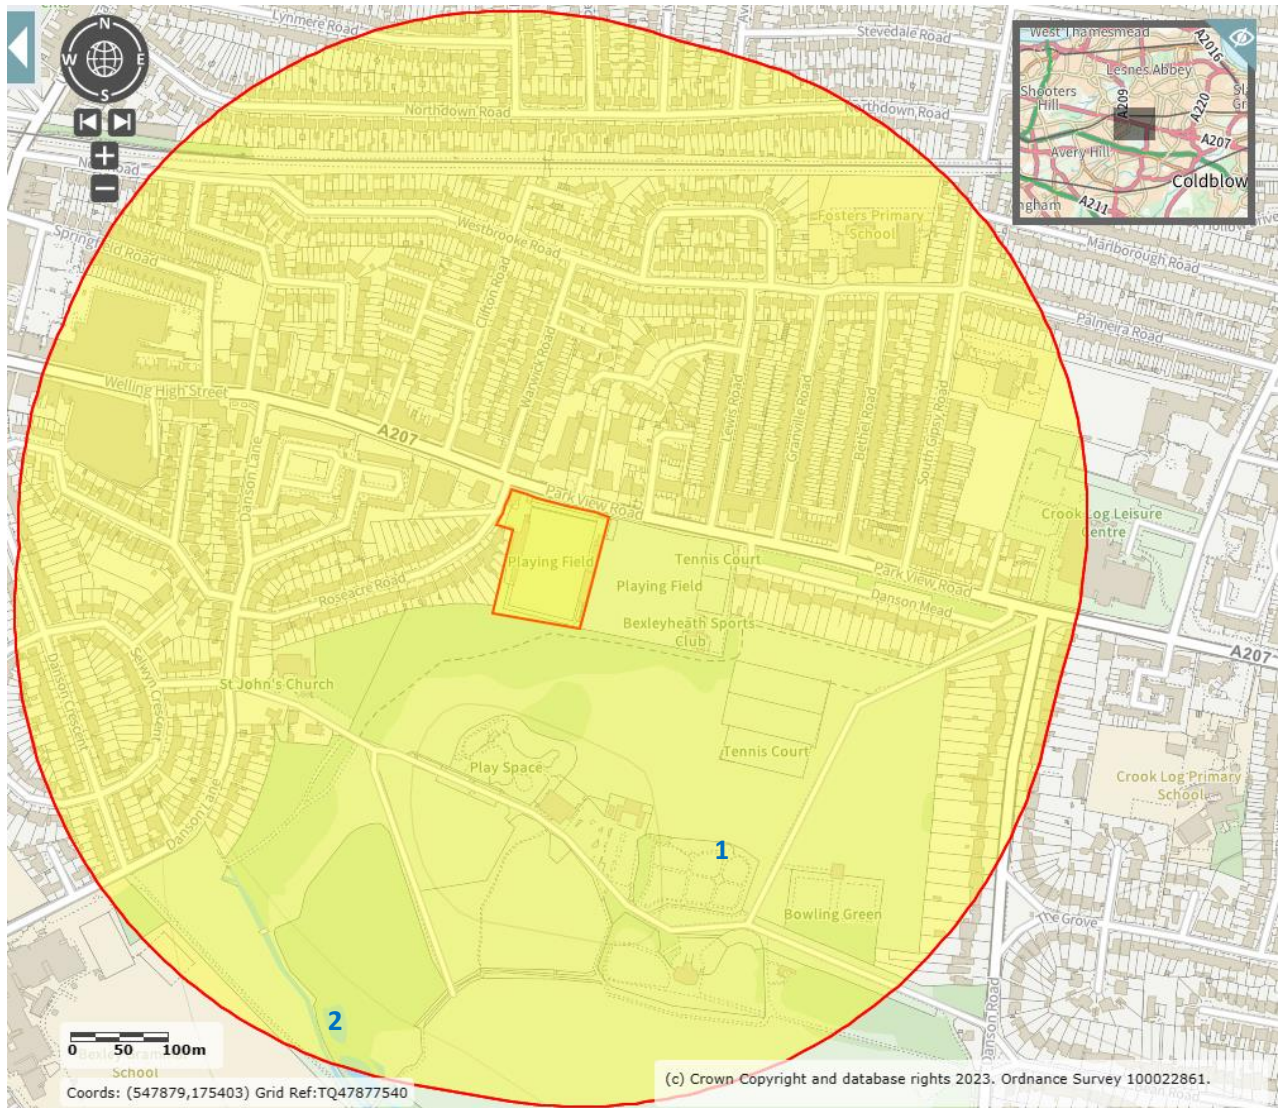 Lynmere Road
Stevedale Road
N
W
E
S
West Thamesmead
A2016
Lesnes Abbey
Shooters
Hill
A209
A220
A207
Avery Hill
Coldblow
A211
Northdown Road
Fosters Primary
School
Westbrooke Road
Springfield Road
Marlborough Road
Clifton Road
Palmeira Road
Warwick Road
Welling High Street
A207
Lewis Road
Granville Road
Bethel Road
South Gipsy Road
Danson Lane
Park View Road
Crook Log Leisure
Centre
Playing Field
Tennis Court
Playing Field
Park View Road
Roseacre Road
Danson Mead
Bexleyheath Sports
Club
A207
Selwyn Crescent
Danson Crescent
St John's Church
Tennis Court
Play Space
Crook Log Primary
School
Danson Lane
1
Bowling Green
The Grove
2
Danson Road
0 50 100m
School
Coords: (547879,175403) Grid Ref:TQ47877540
(c) Crown Copyright and database rights 2023. Ordnance Survey 100022861.